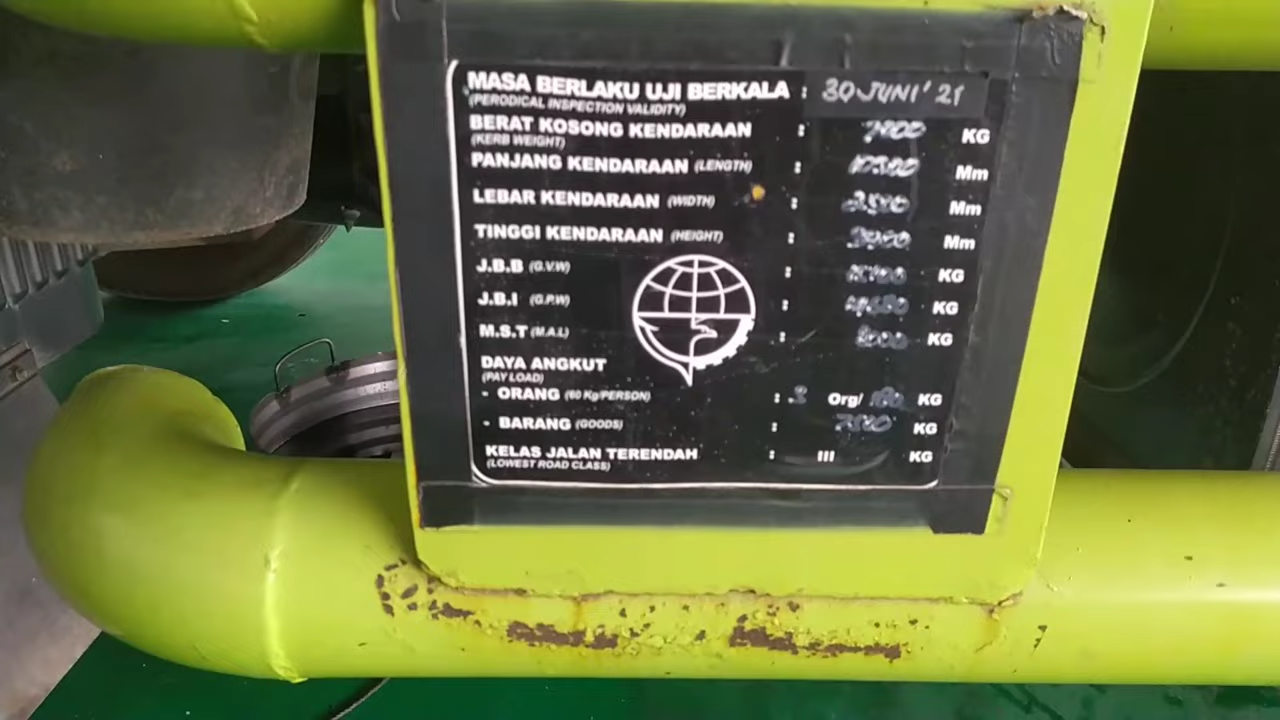 MASA BERLAKU UJI BERKALA : 30 JUNI '21
(PERODICAL INSPECTION VALIDITY)
BERAT KOSONG KENDARAAN : KG
(KERB WEIGHT)
PANJANG KENDARAAN (LENGTH) : Mm
LEBAR KENDARAAN (WIDTH) : Mm
TINGGI KENDARAAN (HEIGHT) : Mm
J.B.B (G.V.W) : KG
J.B.I (G.P.W) : KG
M.S.T (M.A.L) : KG
DAYA ANGKUT
(PAY LOAD)
- ORANG (60 Kg/PERSON) : 3 Org/ KG
- BARANG (GOODS) : KG
KELAS JALAN TERENDAH : III KG
(LOWEST ROAD CLASS)